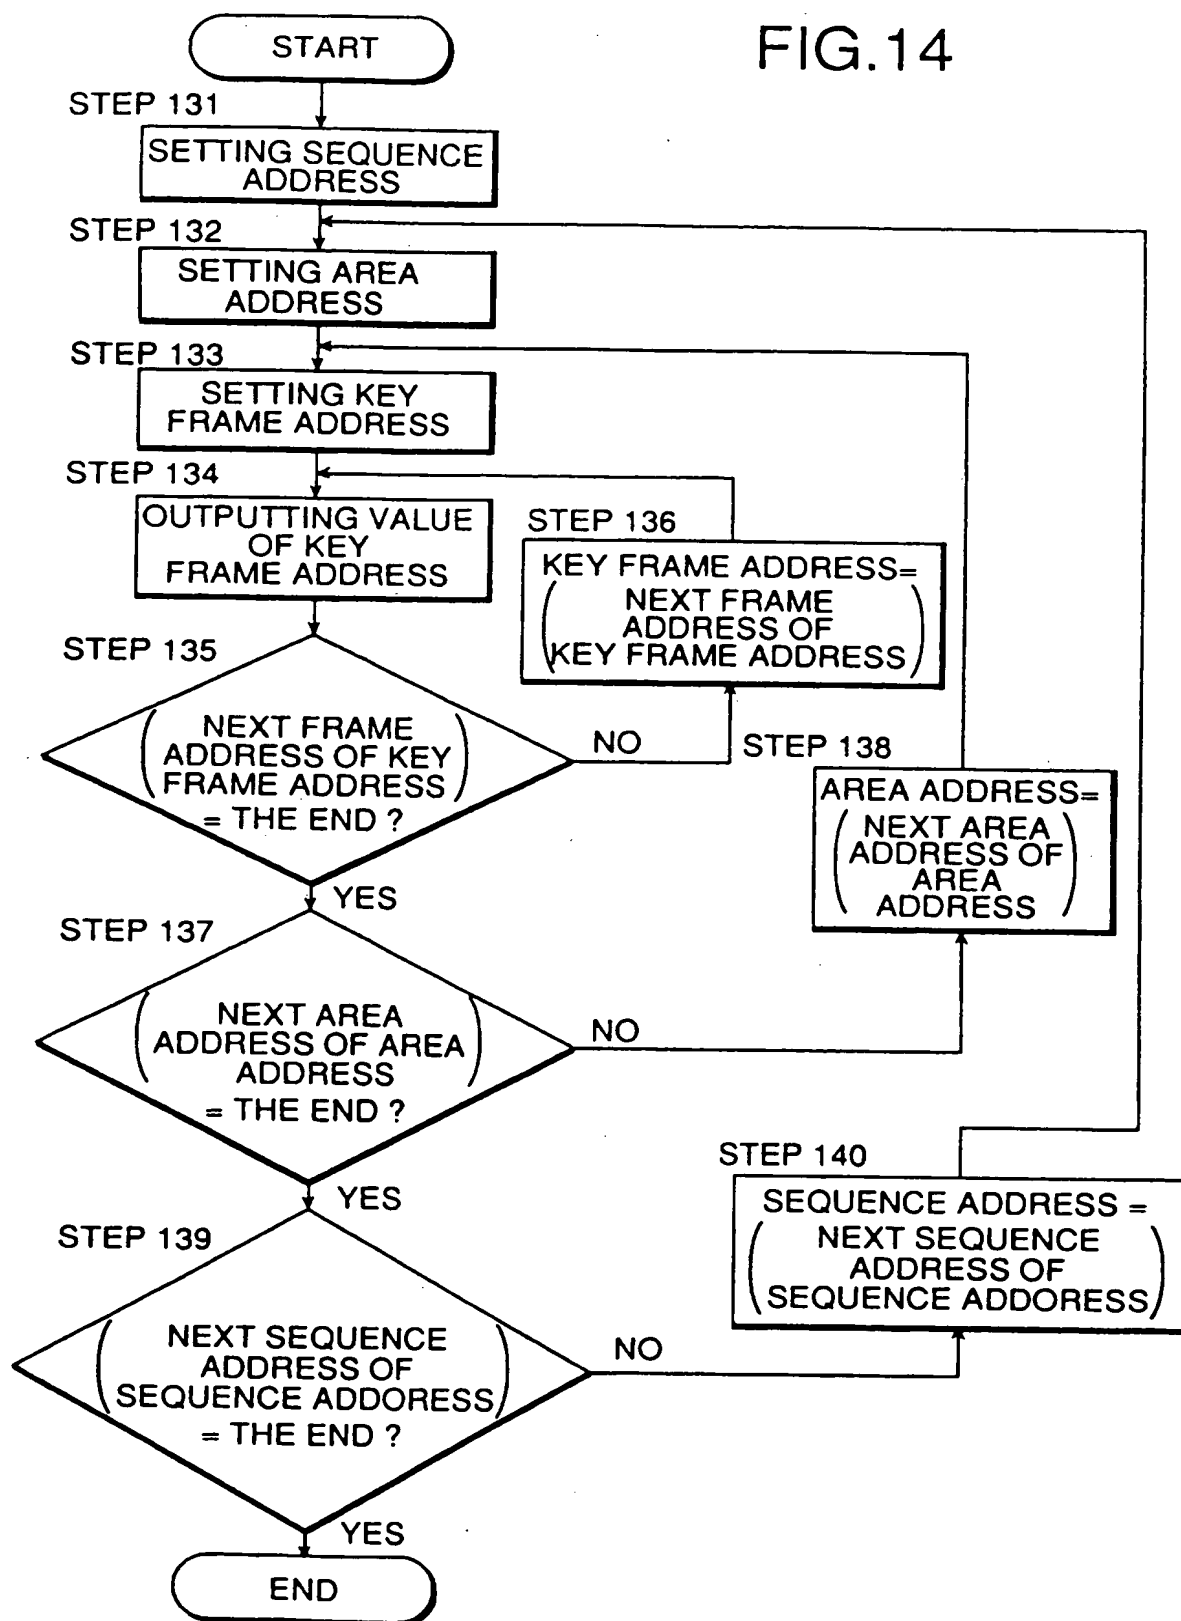 FIG.14
START
STEP 131
SETTING SEQUENCE
ADDRESS
STEP 132
SETTING AREA
ADDRESS
STEP 133
SETTING KEY
FRAME ADDRESS
STEP 134
OUTPUTTING VALUE
OF KEY
FRAME ADDRESS
STEP 136
KEY FRAME ADDRESS=
( NEXT FRAME
ADDRESS OF
KEY FRAME ADDRESS )
STEP 135
( NEXT FRAME
ADDRESS OF KEY
FRAME ADDRESS )
= THE END ?
NO
YES
STEP 138
AREA ADDRESS=
( NEXT AREA
ADDRESS OF
AREA
ADDRESS )
STEP 137
( NEXT AREA
ADDRESS OF AREA
ADDRESS )
= THE END ?
NO
YES
STEP 140
SEQUENCE ADDRESS =
( NEXT SEQUENCE
ADDRESS OF
SEQUENCE ADDORESS )
STEP 139
( NEXT SEQUENCE
ADDRESS OF
SEQUENCE ADDORESS )
= THE END ?
NO
YES
END